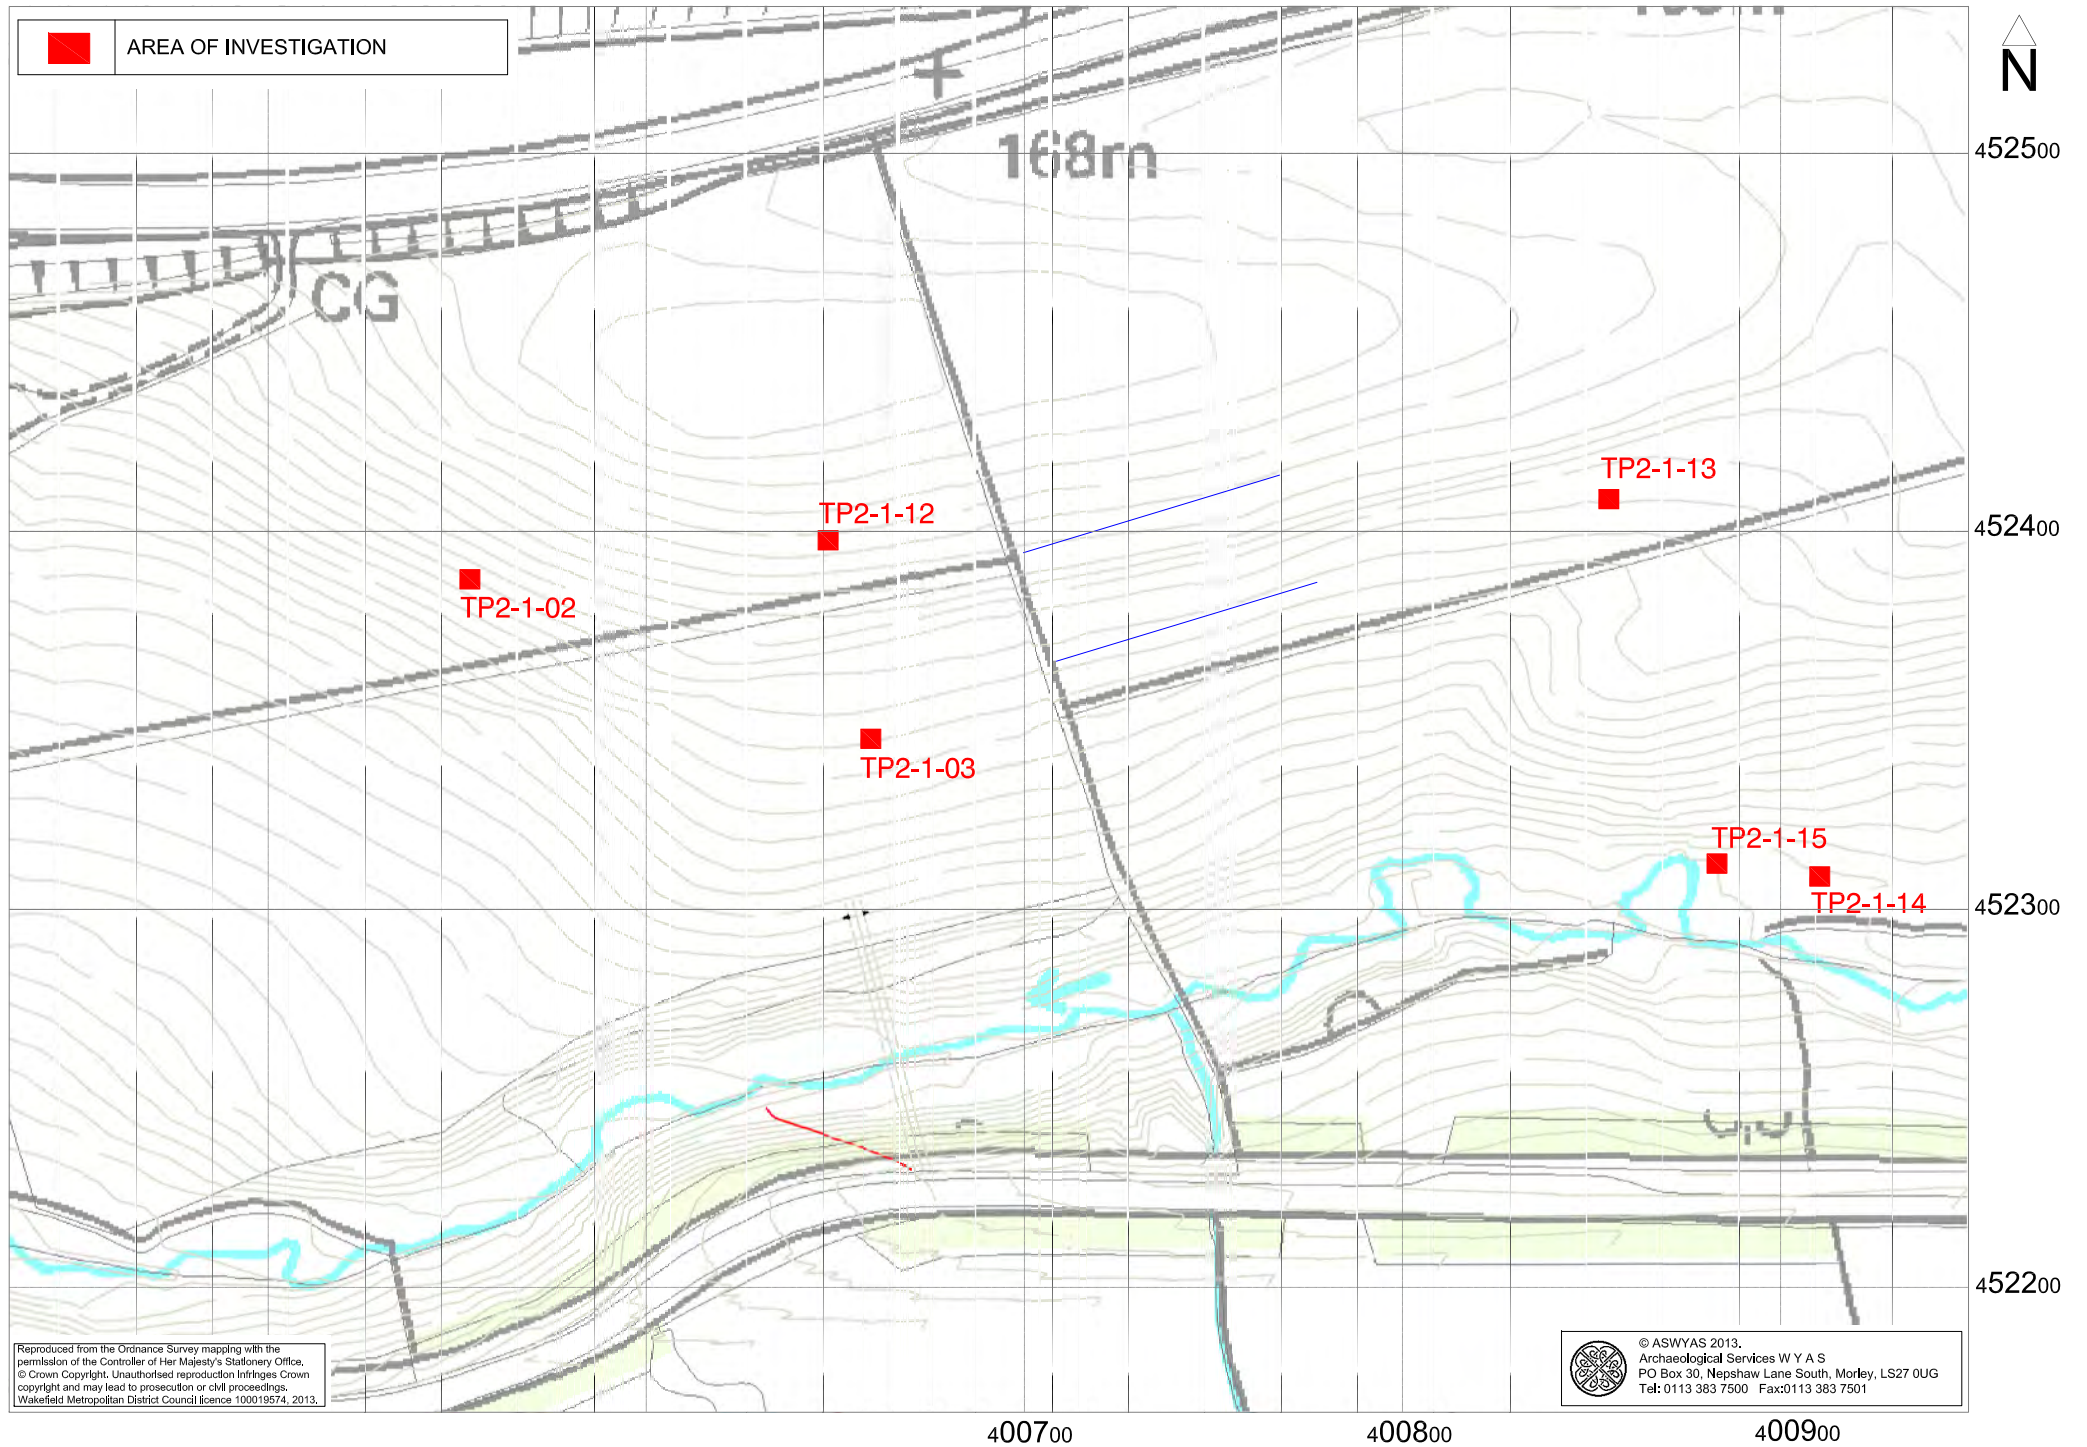 AREA OF INVESTIGATION
N
168m
CG
452500
TP2-1-13
TP2-1-12
452400
TP2-1-02
TP2-1-03
TP2-1-15
TP2-1-14
452300
452200
Reproduced from the Ordnance Survey mapping with the
permission of the Controller of Her Majesty's Stationery Office.
© Crown Copyright. Unauthorised reproduction infringes Crown
copyright and may lead to prosecution or civil proceedings.
Wakefield Metropolitan District Council licence 100019574, 2013.
© ASWYAS 2013.
Archaeological Services W Y A S
PO Box 30, Nepshaw Lane South, Morley, LS27 0UG
Tel: 0113 383 7500 Fax:0113 383 7501
400700
400800
400900